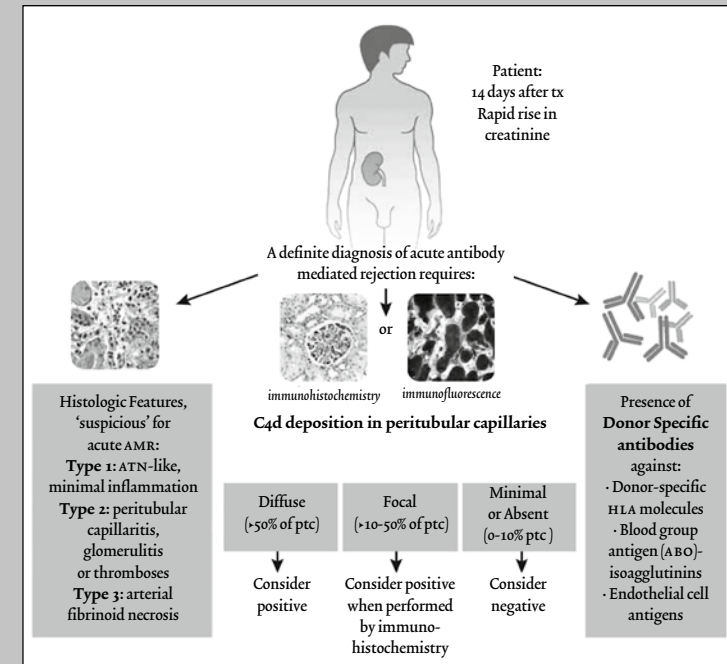 Patient:
14 days after tx
Rapid rise in
creatinine
A definite diagnosis of acute antibody
mediated rejection requires:
or
immunohistochemistry
immunofluorescence
C4d deposition in peritubular capillaries
Histologic Features,
‘suspicious’ for
acute AMR:
Type 1: ATN-like,
minimal inflammation
Type 2: peritubular
capillaritis,
glomerulitis
or thromboses
Type 3: arterial
fibrinoid necrosis
Diffuse
(>50% of ptc)
Consider
positive
Focal
(>10-50% of ptc)
Consider positive
when performed
by immuno-
histochemistry
Minimal
or Absent
(0-10% ptc )
Consider
negative
Presence of
Donor Specific
antibodies
against:
· Donor-specific
HLA molecules
· Blood group
antigen (ABO)-
isoagglutinins
· Endothelial cell
antigens